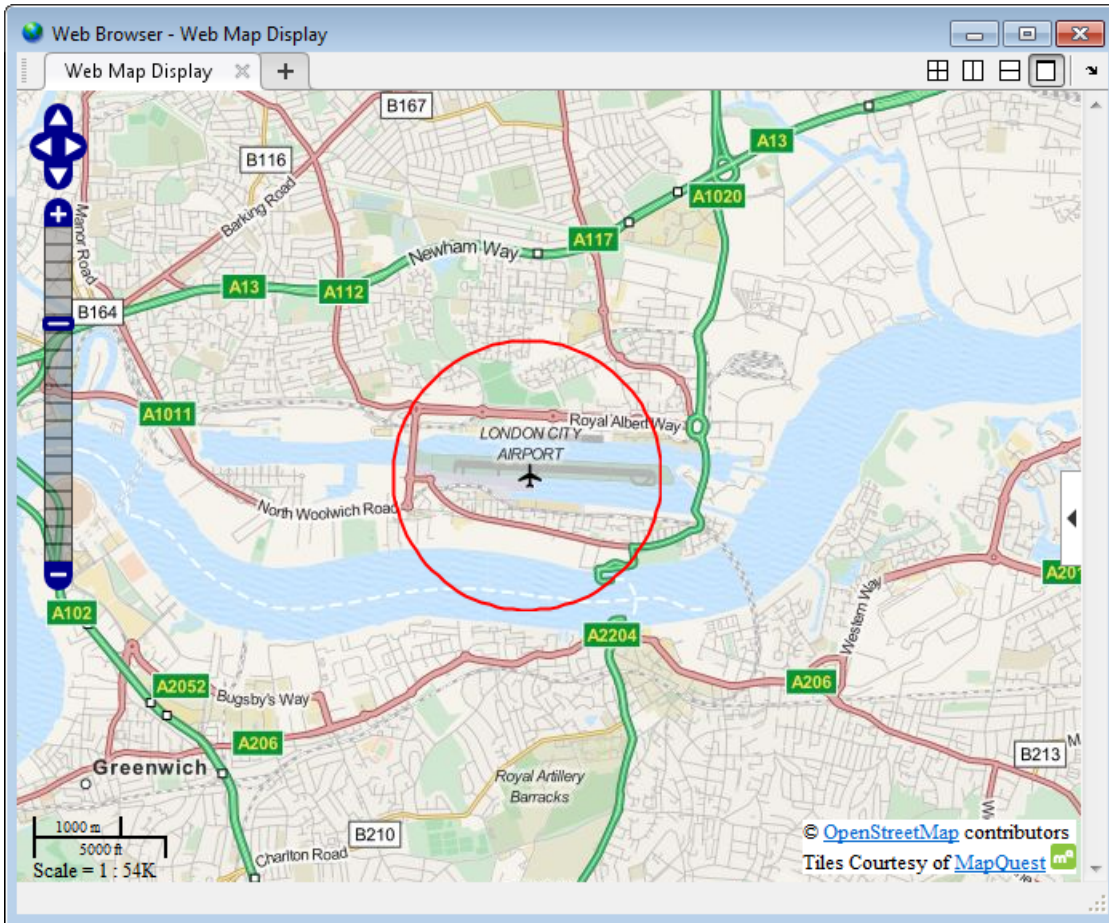 Web Browser - Web Map Display
Web Map Display
B167
B116
A13
A1020
Manor Road
Barking Road
A117
Newham Way
A13
A112
B164
A1011
Royal Albert Way
LONDON CITY
AIRPORT
North Woolwich Road
A102
A2204
Western Way
A2052
Bugsby's Way
A206
A206
B213
Greenwich
Royal Artillery
Barracks
1000 m
5000 ft
Scale = 1 : 54K
B210
Charlton Road
© OpenStreetMap contributors
Tiles Courtesy of MapQuest